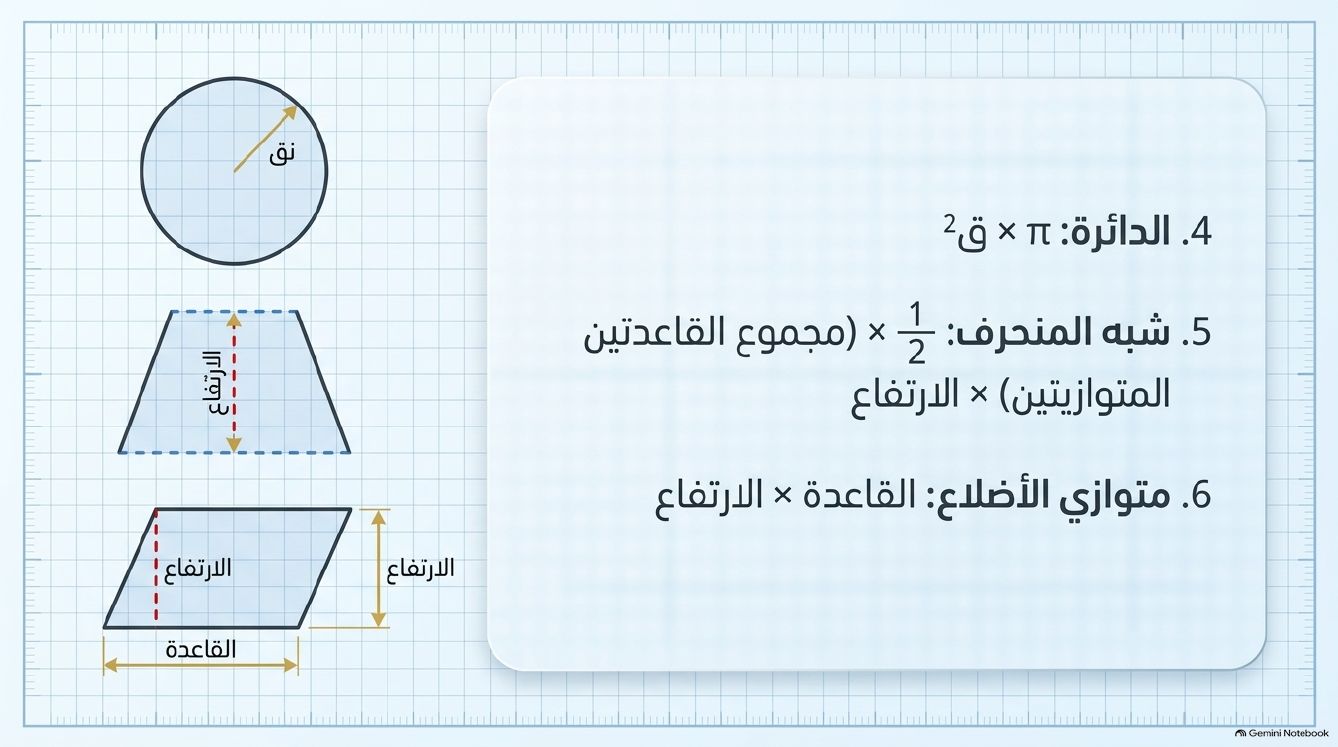 نق
الارتفاع
الارتفاع
الارتفاع
القاعدة
4. الدائرة: π × ق²
5. شبه المنحرف: 1/2 × (مجموع القاعدتين
المتوازيتين) × الارتفاع
6. متوازي الأضلاع: القاعدة × الارتفاع
Gemini Notebook